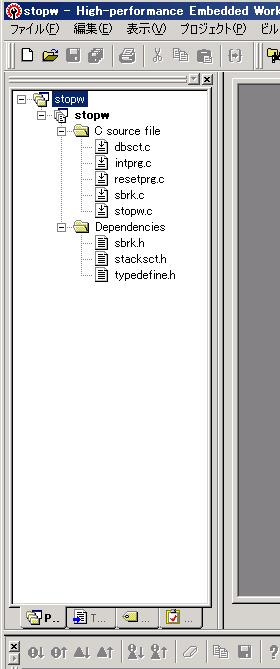 stopw - High-performance Embedded Work
ファイル(F) 編集(E) 表示(V) プロジェクト(P) ビル
stopw
stopw
C source file
dbsct.c
intprg.c
resetprg.c
sbrk.c
stopw.c
Dependencies
sbrk.h
stacksct.h
typedefine.h
P.. T...